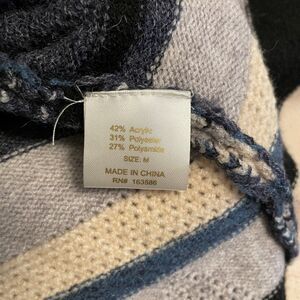 42% Acrylic
31% Polyester
27% Polyamide
SIZE: M
MADE IN CHINA
RN# 163586